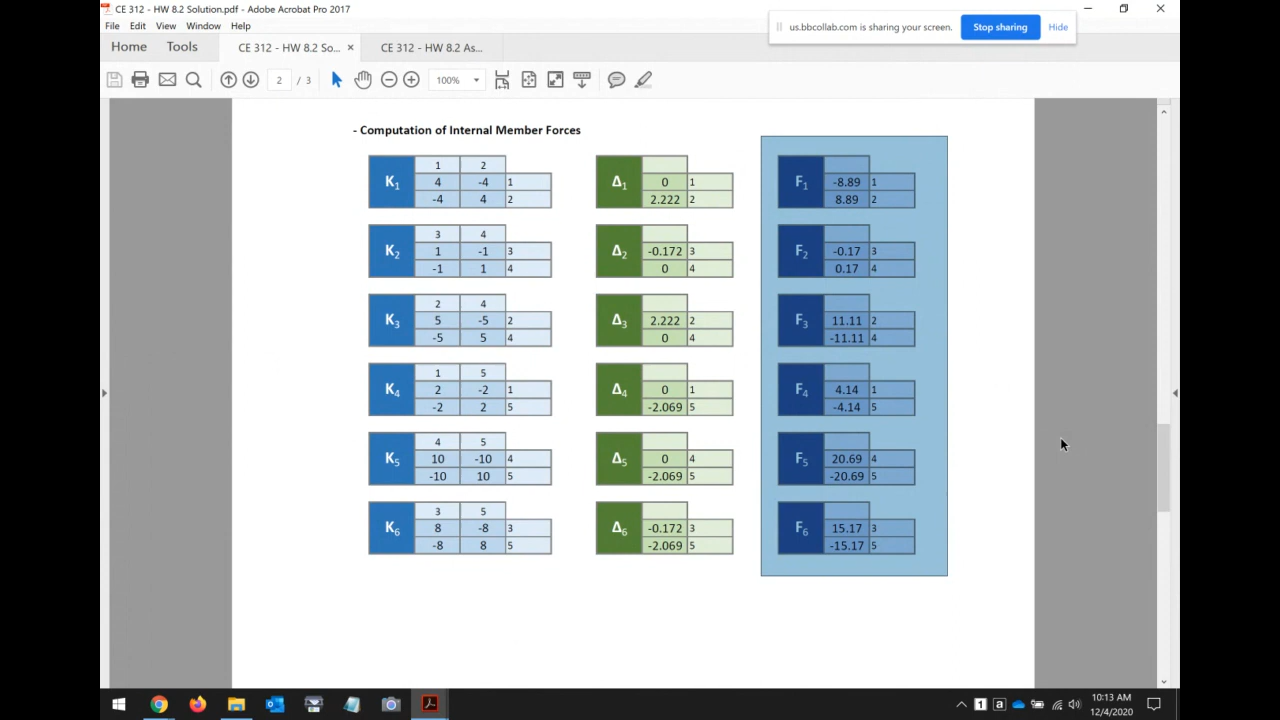 CE 312 - HW 8.2 Solution.pdf - Adobe Acrobat Pro 2017
File Edit View Window Help
us.bbcollab.com is sharing your screen. Stop sharing Hide
Home Tools CE 312 - HW 8.2 So... × CE 312 - HW 8.2 As...
2 / 3 100%
- Computation of Internal Member Forces
1 2
K1 4 -4 1 Δ1 0 1 F1 -8.89 1
-4 4 2 2.222 2 8.89 2
3 4
K2 1 -1 3 Δ2 -0.172 3 F2 -0.17 3
-1 1 4 0 4 0.17 4
2 4
K3 5 -5 2 Δ3 2.222 2 F3 11.11 2
-5 5 4 0 4 -11.11 4
1 5
K4 2 -2 1 Δ4 0 1 F4 4.14 1
-2 2 5 -2.069 5 -4.14 5
4 5
K5 10 -10 4 Δ5 0 4 F5 20.69 4
-10 10 5 -2.069 5 -20.69 5
3 5
K6 8 -8 3 Δ6 -0.172 3 F6 15.17 3
-8 8 5 -2.069 5 -15.17 5
10:13 AM
12/4/2020